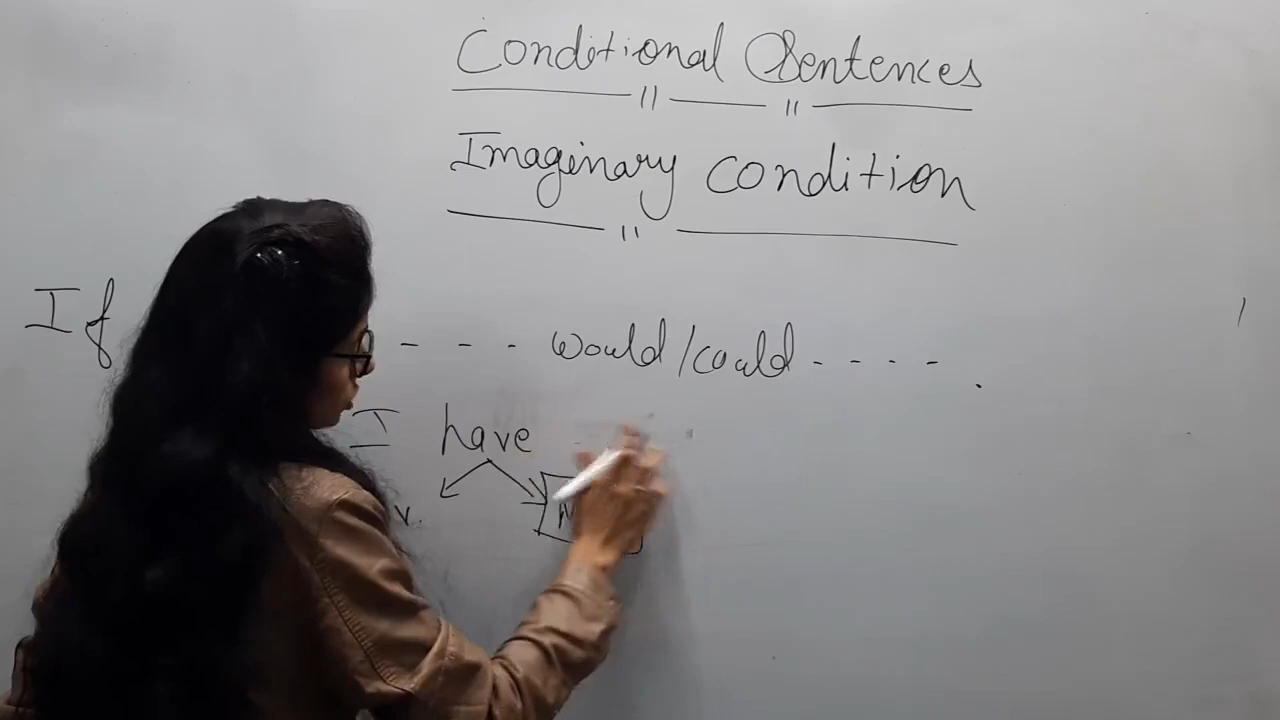 Conditional Sentences
Imaginary condition
If - - - would/could - - - - .
I have
v.